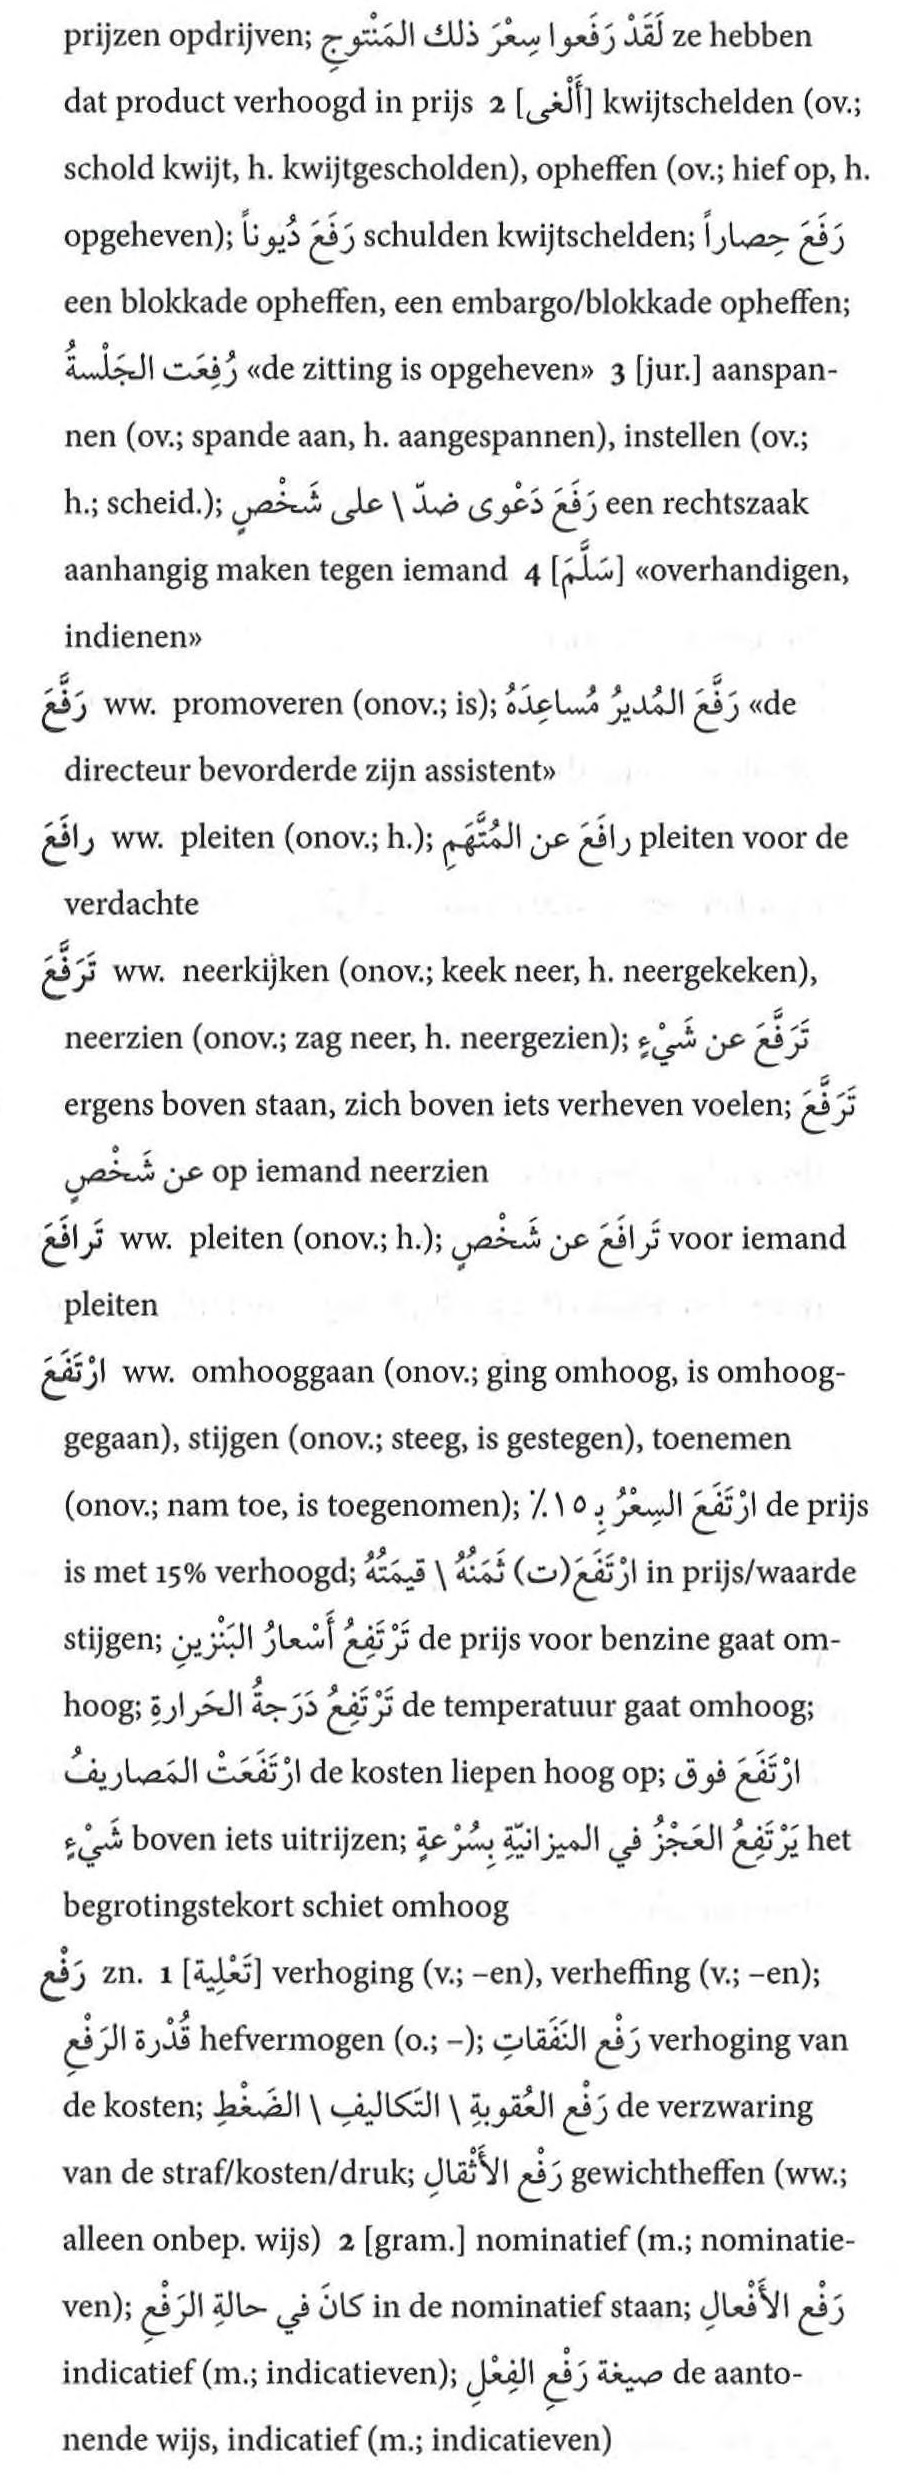 prijzen opdrijven; لَقَدْ رَفَعوا سِعْرَ ذلك المَنْتوجِ ze hebben
dat product verhoogd in prijs 2 [أَلْغى] kwijtschelden (ov.;
schold kwijt, h. kwijtgescholden), opheffen (ov.; hief op, h.
opgeheven); رَفَعَ دُيوناً schulden kwijtschelden; رَفَعَ حِصاراً
een blokkade opheffen, een embargo/blokkade opheffen;
رُفِعَت الجَلْسةُ «de zitting is opgeheven» 3 [jur.] aanspan-
nen (ov.; spande aan, h. aangespannen), instellen (ov.;
h.; scheid.); رَفَعَ دَعْوى ضدّ \ على شَخْصٍ een rechtszaak
aanhangig maken tegen iemand 4 [سَلَّمَ] «overhandigen,
indienen»
رَفَّعَ ww. promoveren (onov.; is); رَفَّعَ المُديرُ مُساعِدَهُ «de
directeur bevorderde zijn assistent»
رافَعَ ww. pleiten (onov.; h.); رافَعَ عن المُتَّهَمِ pleiten voor de
verdachte
تَرَفَّعَ ww. neerkijken (onov.; keek neer, h. neergekeken),
neerzien (onov.; zag neer, h. neergezien); تَرَفَّعَ عن شَيْءٍ
ergens boven staan, zich boven iets verheven voelen; تَرَفَّعَ
عن شَخْصٍ op iemand neerzien
تَرافَعَ ww. pleiten (onov.; h.); تَرافَعَ عن شَخْصٍ voor iemand
pleiten
ارْتَفَعَ ww. omhooggaan (onov.; ging omhoog, is omhoog-
gegaan), stijgen (onov.; steeg, is gestegen), toenemen
(onov.; nam toe, is toegenomen); ارْتَفَعَ السِعْرُ بِـ ١٥٪ de prijs
is met 15% verhoogd; ارْتَفَعَ(ت) ثَمَنُهُ \ قيمَتُهُ in prijs/waarde
stijgen; تَرْتَفِعُ أَسْعارُ البَنْزينِ de prijs voor benzine gaat om-
hoog; تَرْتَفِعُ دَرَجةُ الحَرارةِ de temperatuur gaat omhoog;
ارْتَفَعَتْ المَصاريفُ de kosten liepen hoog op; ارْتَفَعَ فوق
شَيْءٍ boven iets uitrijzen; يَرْتَفِعُ العَجْزُ في الميزانيّةِ بِسُرْعةٍ het
begrotingstekort schiet omhoog
رَفْع zn. 1 [تَعْلِية] verhoging (v.; –en), verheffing (v.; –en);
قُدْرة الرَفْعِ hefvermogen (o.; –); رَفْع النَفَقاتِ verhoging van
de kosten; رَفْع العُقوبةِ \ التَكاليفِ \ الضَغْطِ de verzwaring
van de straf/kosten/druk; رَفْع الأَثْقالِ gewichtheffen (ww.;
alleen onbep. wijs) 2 [gram.] nominatief (m.; nominatie-
ven); كانَ في حالةِ الرَفْعِ in de nominatief staan; رَفْع الأَفْعالِ
indicatief (m.; indicatieven); صيغة رَفْعِ الفِعْلِ de aanto-
nende wijs, indicatief (m.; indicatieven)